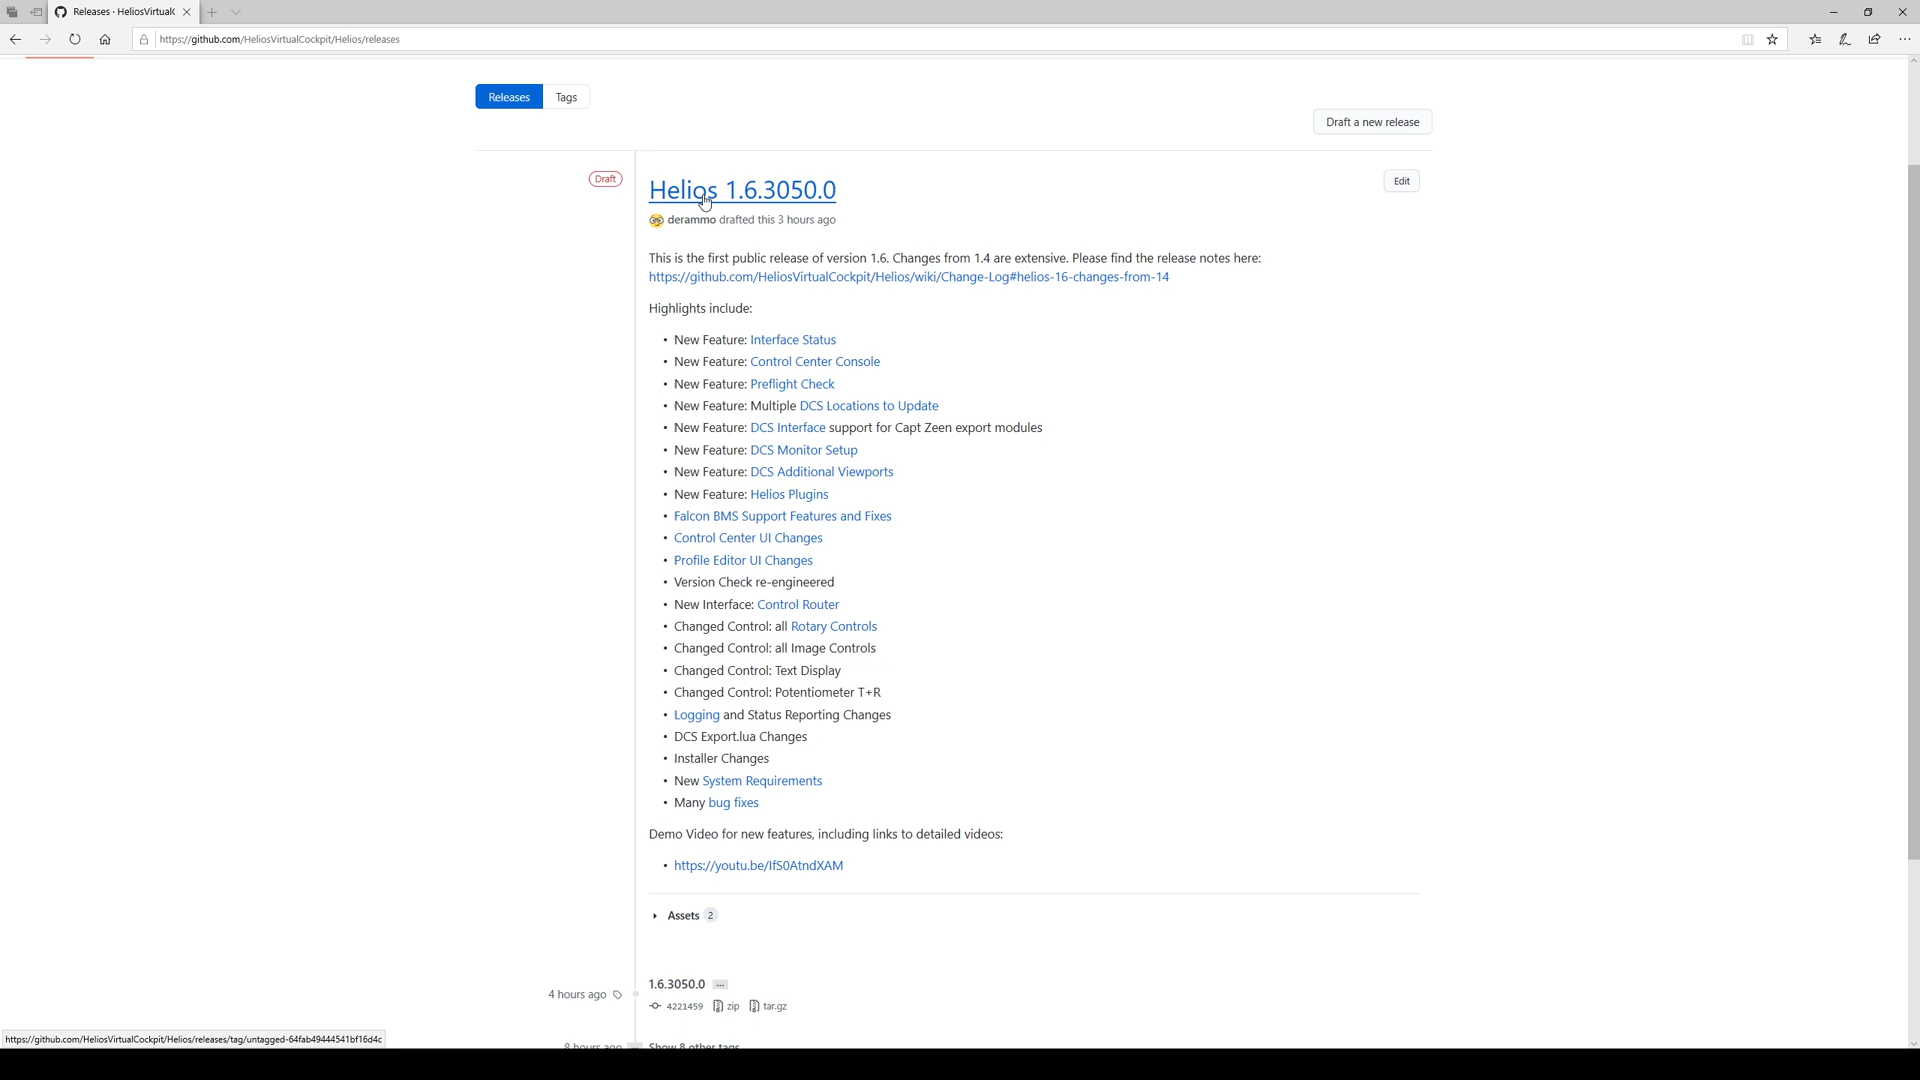 Releases · HeliosVirtualC
https://github.com/HeliosVirtualCockpit/Helios/releases
Releases
Tags
Draft a new release
Draft
Helios 1.6.3050.0
Edit
derammo drafted this 3 hours ago
This is the first public release of version 1.6. Changes from 1.4 are extensive. Please find the release notes here:
https://github.com/HeliosVirtualCockpit/Helios/wiki/Change-Log#helios-16-changes-from-14
Highlights include:
• New Feature: Interface Status
• New Feature: Control Center Console
• New Feature: Preflight Check
• New Feature: Multiple DCS Locations to Update
• New Feature: DCS Interface support for Capt Zeen export modules
• New Feature: DCS Monitor Setup
• New Feature: DCS Additional Viewports
• New Feature: Helios Plugins
• Falcon BMS Support Features and Fixes
• Control Center UI Changes
• Profile Editor UI Changes
• Version Check re-engineered
• New Interface: Control Router
• Changed Control: all Rotary Controls
• Changed Control: all Image Controls
• Changed Control: Text Display
• Changed Control: Potentiometer T+R
• Logging and Status Reporting Changes
• DCS Export.lua Changes
• Installer Changes
• New System Requirements
• Many bug fixes
Demo Video for new features, including links to detailed videos:
• https://youtu.be/IfS0AtndXAM
Assets 2
4 hours ago
1.6.3050.0 ...
4221459 zip tar.gz
8 hours ago
Show 8 other tags
https://github.com/HeliosVirtualCockpit/Helios/releases/tag/untagged-64fab49444541bf16d4c